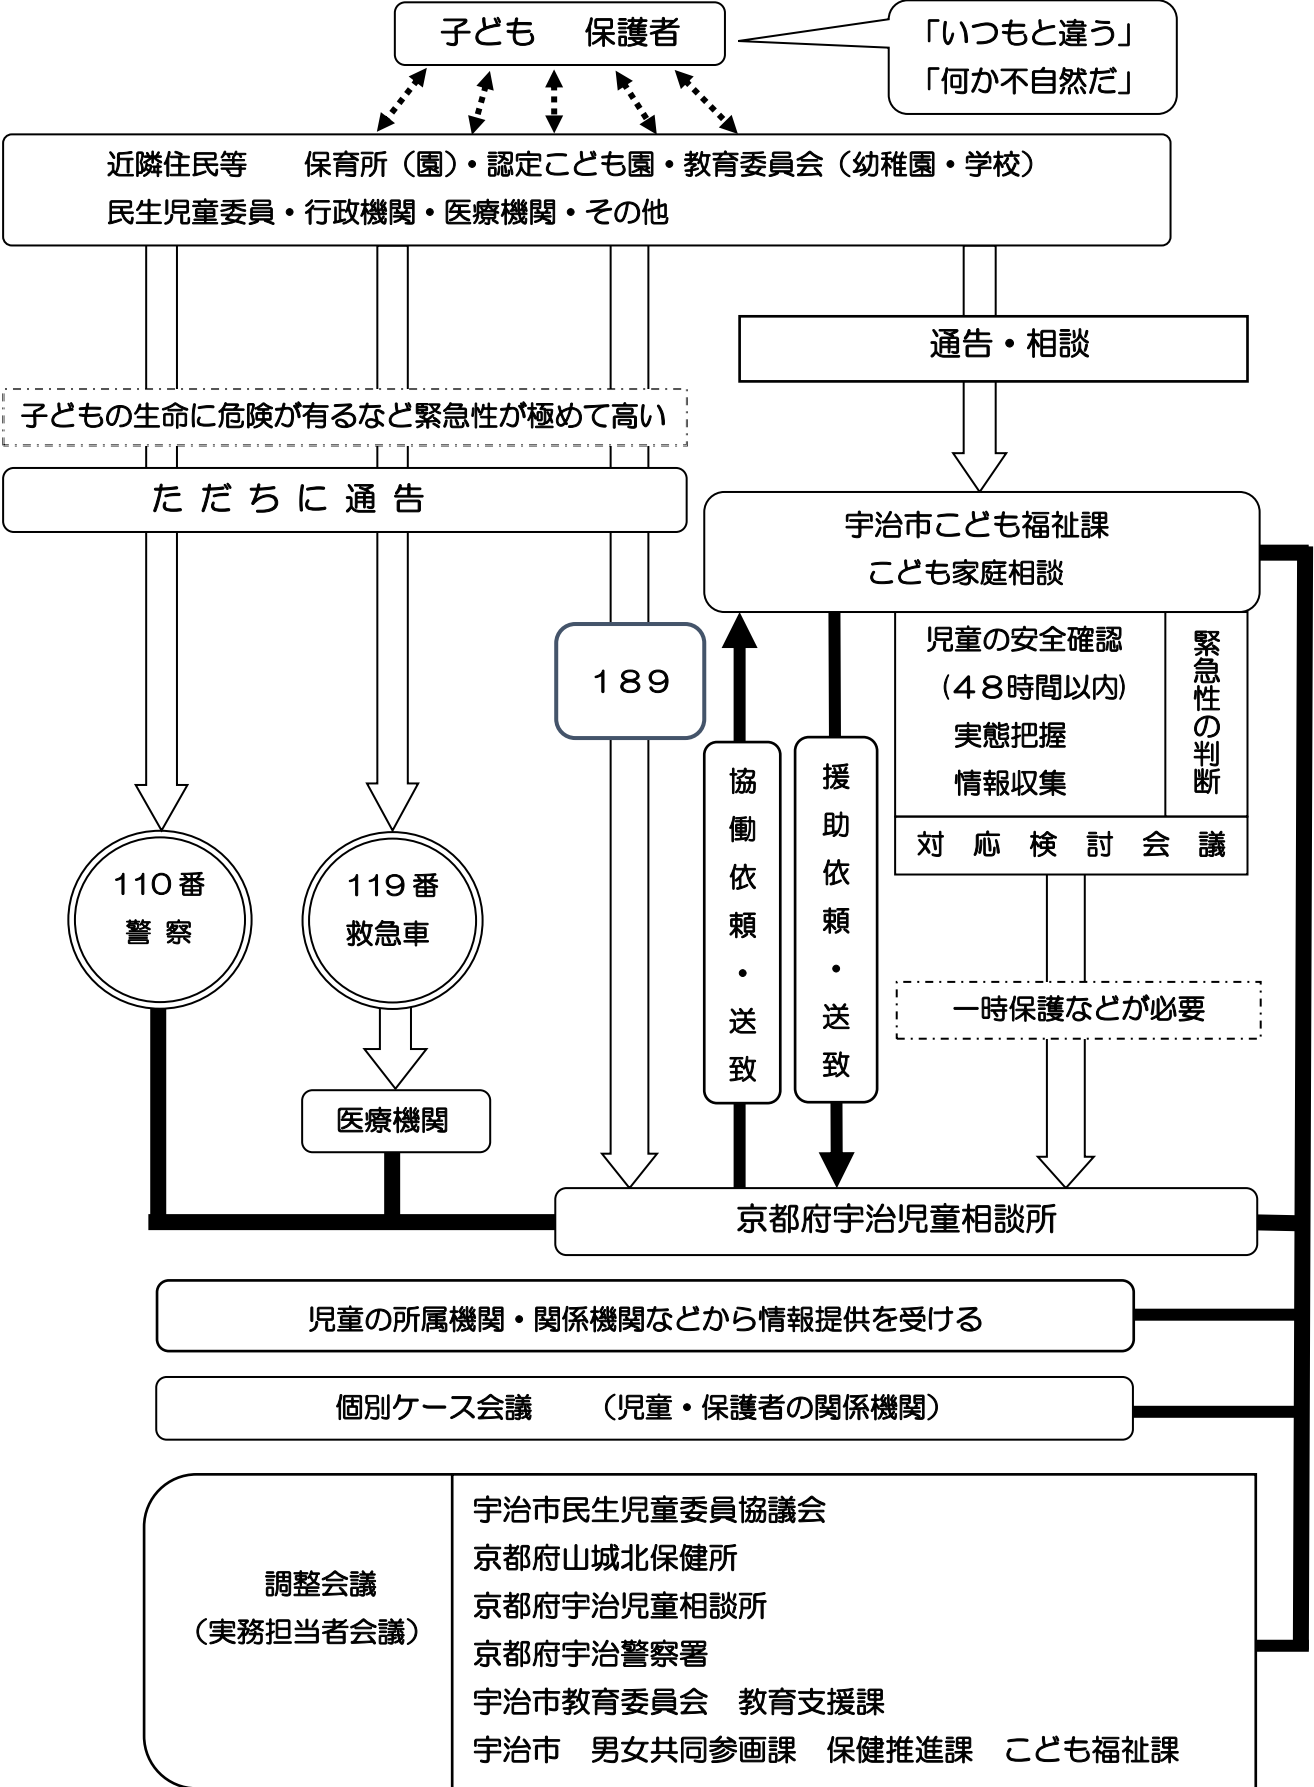 子ども　保護者
「いつもと違う」
「何か不自然だ」
近隣住民等　　保育所（園）・認定こども園・教育委員会（幼稚園・学校）
民生児童委員・行政機関・医療機関・その他
通告・相談
子どもの生命に危険が有るなど緊急性が極めて高い
ただちに通告
宇治市こども福祉課
こども家庭相談
189
児童の安全確認
（４８時間以内）
実態把握
情報収集
緊急性の判断
対応検討会議
協働依頼・送致
援助依頼・送致
110番
警察
119番
救急車
一時保護などが必要
医療機関
京都府宇治児童相談所
児童の所属機関・関係機関などから情報提供を受ける
個別ケース会議　　（児童・保護者の関係機関）
調整会議
（実務担当者会議）
宇治市民生児童委員協議会
京都府山城北保健所
京都府宇治児童相談所
京都府宇治警察署
宇治市教育委員会　教育支援課
宇治市　男女共同参画課　保健推進課　こども福祉課